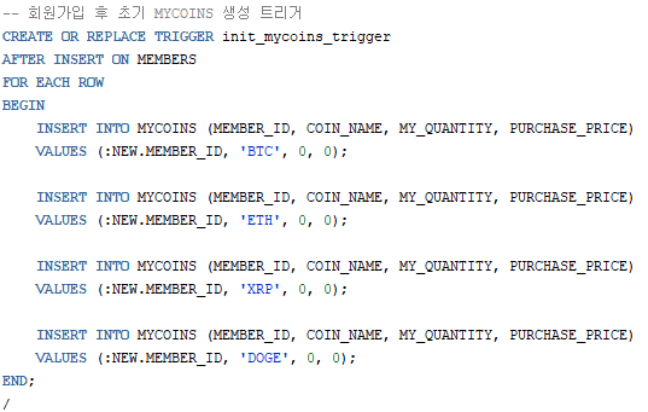 -- 회원가입 후 초기 MYCOINS 생성 트리거
CREATE OR REPLACE TRIGGER init_mycoins_trigger
AFTER INSERT ON MEMBERS
FOR EACH ROW
BEGIN
    INSERT INTO MYCOINS (MEMBER_ID, COIN_NAME, MY_QUANTITY, PURCHASE_PRICE)
    VALUES (:NEW.MEMBER_ID, 'BTC', 0, 0);

    INSERT INTO MYCOINS (MEMBER_ID, COIN_NAME, MY_QUANTITY, PURCHASE_PRICE)
    VALUES (:NEW.MEMBER_ID, 'ETH', 0, 0);

    INSERT INTO MYCOINS (MEMBER_ID, COIN_NAME, MY_QUANTITY, PURCHASE_PRICE)
    VALUES (:NEW.MEMBER_ID, 'XRP', 0, 0);

    INSERT INTO MYCOINS (MEMBER_ID, COIN_NAME, MY_QUANTITY, PURCHASE_PRICE)
    VALUES (:NEW.MEMBER_ID, 'DOGE', 0, 0);
END;
/